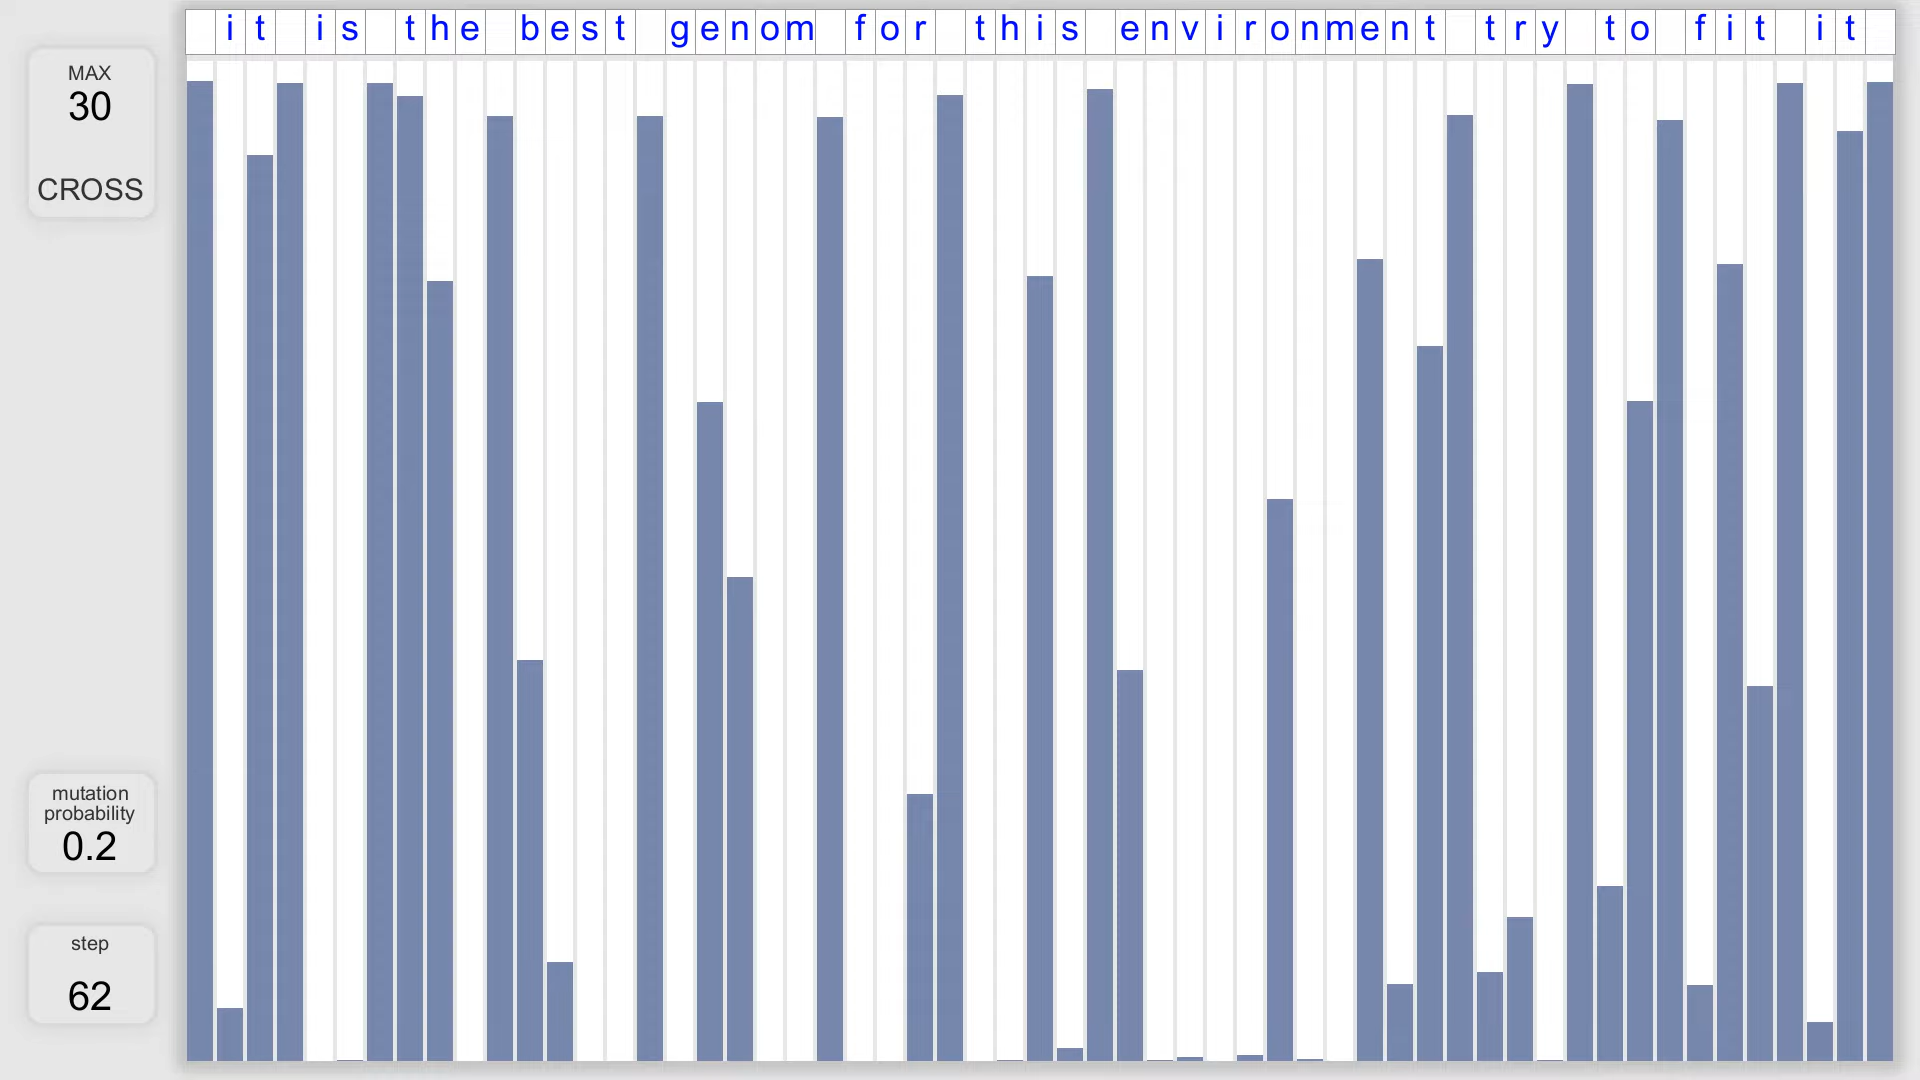 it is the best genom for this environment try to fit it
MAX
30
CROSS
mutation
probability
0.2
step
62